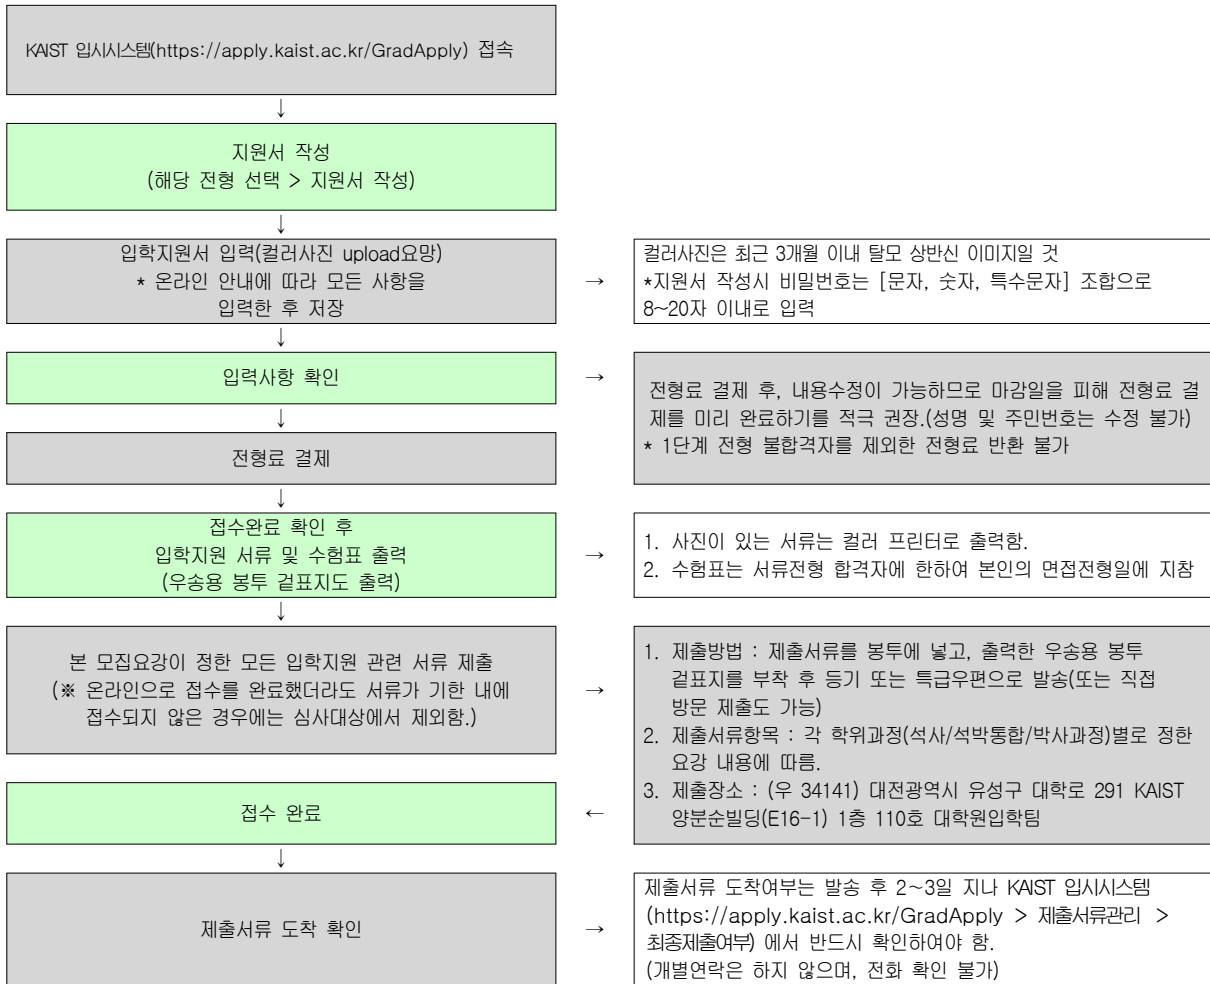 KAIST 입시시스템(https://apply.kaist.ac.kr/GradApply) 접속
↓
지원서 작성
(해당 전형 선택 > 지원서 작성)
↓
입학지원서 입력(컬러사진 upload요망)
* 온라인 안내에 따라 모든 사항을
입력한 후 저장
→
컬러사진은 최근 3개월 이내 탈모 상반신 이미지일 것
*지원서 작성시 비밀번호는 [문자, 숫자, 특수문자] 조합으로
8~20자 이내로 입력
↓
입력사항 확인
→
전형료 결제 후, 내용수정이 가능하므로 마감일을 피해 전형료 결
제를 미리 완료하기를 적극 권장.(성명 및 주민번호는 수정 불가)
* 1단계 전형 불합격자를 제외한 전형료 반환 불가
↓
전형료 결제
↓
접수완료 확인 후
입학지원 서류 및 수험표 출력
(우송용 봉투 겉표지도 출력)
→
1. 사진이 있는 서류는 컬러 프린터로 출력함.
2. 수험표는 서류전형 합격자에 한하여 본인의 면접전형일에 지참
↓
본 모집요강이 정한 모든 입학지원 관련 서류 제출
(※ 온라인으로 접수를 완료했더라도 서류가 기한 내에
접수되지 않은 경우에는 심사대상에서 제외함.)
→
1. 제출방법 : 제출서류를 봉투에 넣고, 출력한 우송용 봉투
겉표지를 부착 후 등기 또는 특급우편으로 발송(또는 직접
방문 제출도 가능)
2. 제출서류항목 : 각 학위과정(석사/석박통합/박사과정)별로 정한
요강 내용에 따름.
3. 제출장소 : (우 34141) 대전광역시 유성구 대학로 291 KAIST
양분순빌딩(E16-1) 1층 110호 대학원입학팀
접수 완료
←
↓
제출서류 도착 확인
→
제출서류 도착여부는 발송 후 2~3일 지나 KAIST 입시시스템
(https://apply.kaist.ac.kr/GradApply > 제출서류관리 >
최종제출여부) 에서 반드시 확인하여야 함.
(개별연락은 하지 않으며, 전화 확인 불가)